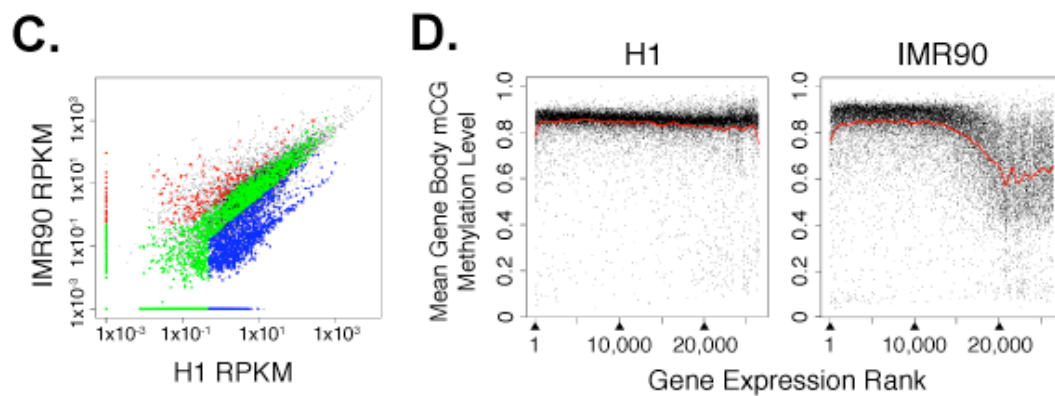 C.
IMR90 RPKM
1x10³
1x10¹
1x10⁻¹
1x10⁻³
1x10⁻³
1x10⁻¹
1x10¹
1x10³
H1 RPKM
D.
H1
IMR90
Mean Gene Body mCG
Methylation Level
1.0
0.8
0.6
0.4
0.2
0
1
10,000
20,000
1.0
0.8
0.6
0.4
0.2
0
1
10,000
20,000
Gene Expression Rank